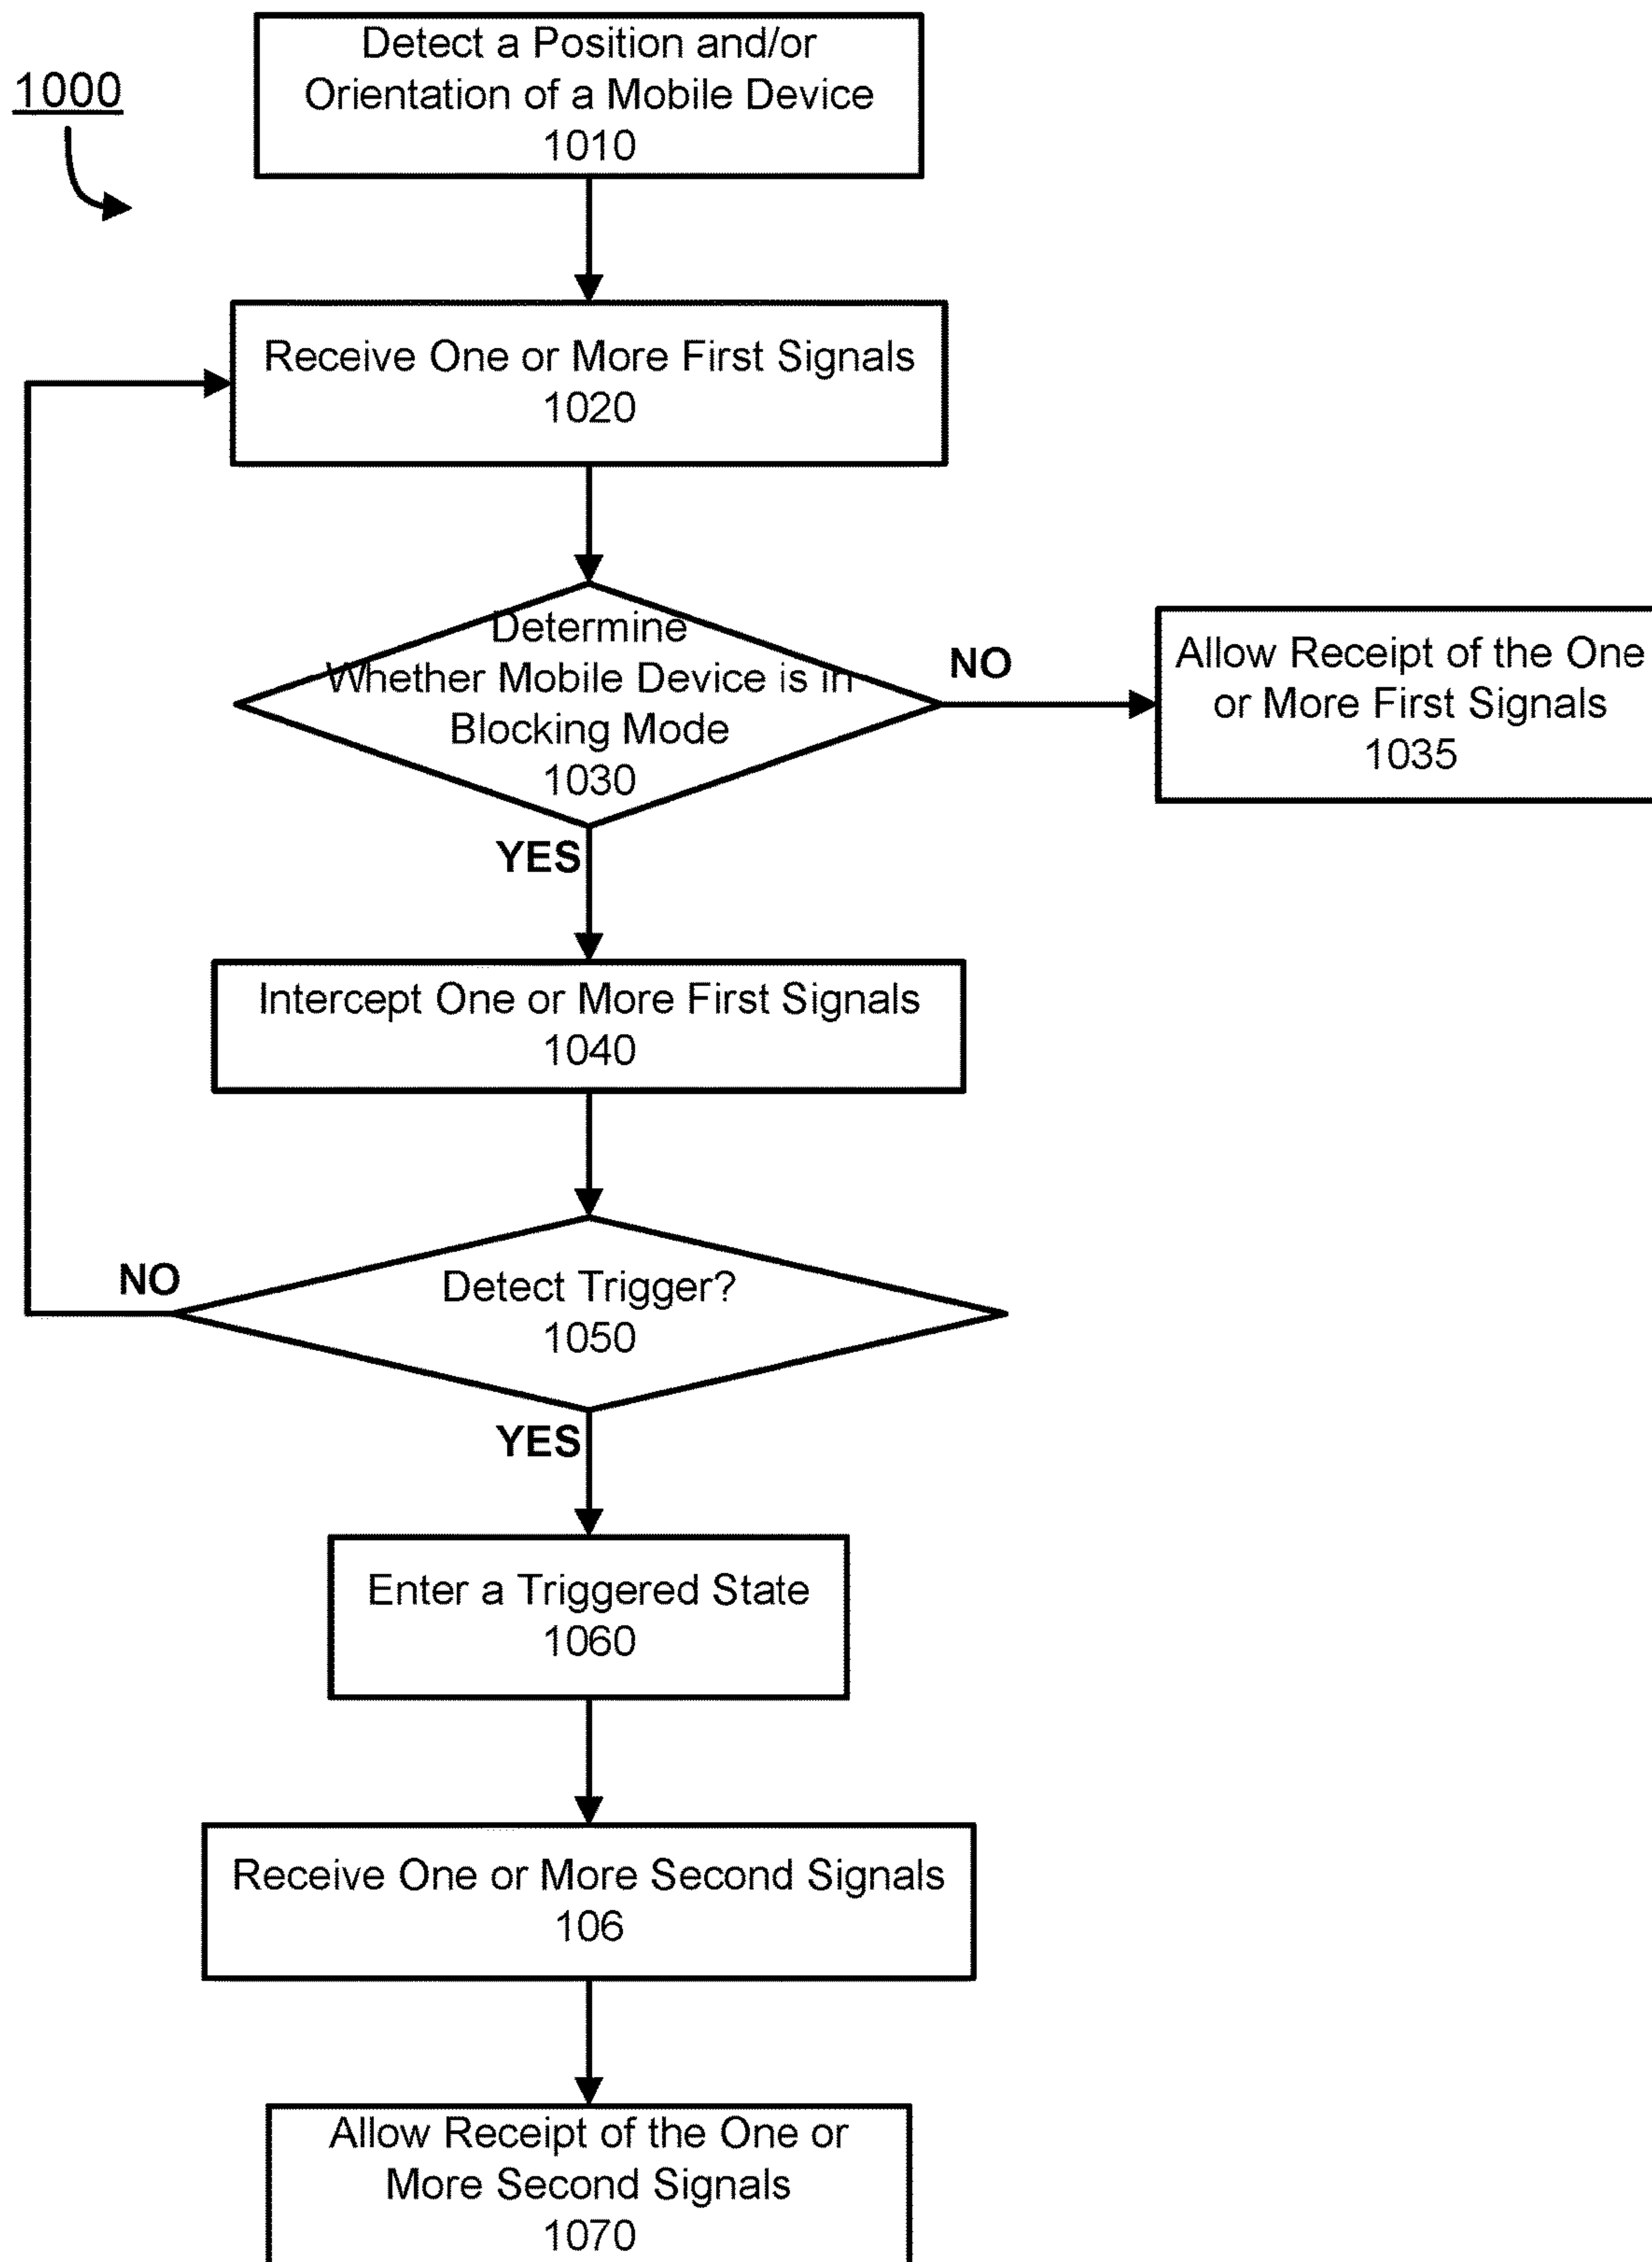 1000
Detect a Position and/or
Orientation of a Mobile Device
1010
Receive One or More First Signals
1020
Determine
Whether Mobile Device is in
Blocking Mode
1030
NO
Allow Receipt of the One
or More First Signals
1035
YES
Intercept One or More First Signals
1040
NO
Detect Trigger?
1050
YES
Enter a Triggered State
1060
Receive One or More Second Signals
106
Allow Receipt of the One or
More Second Signals
1070